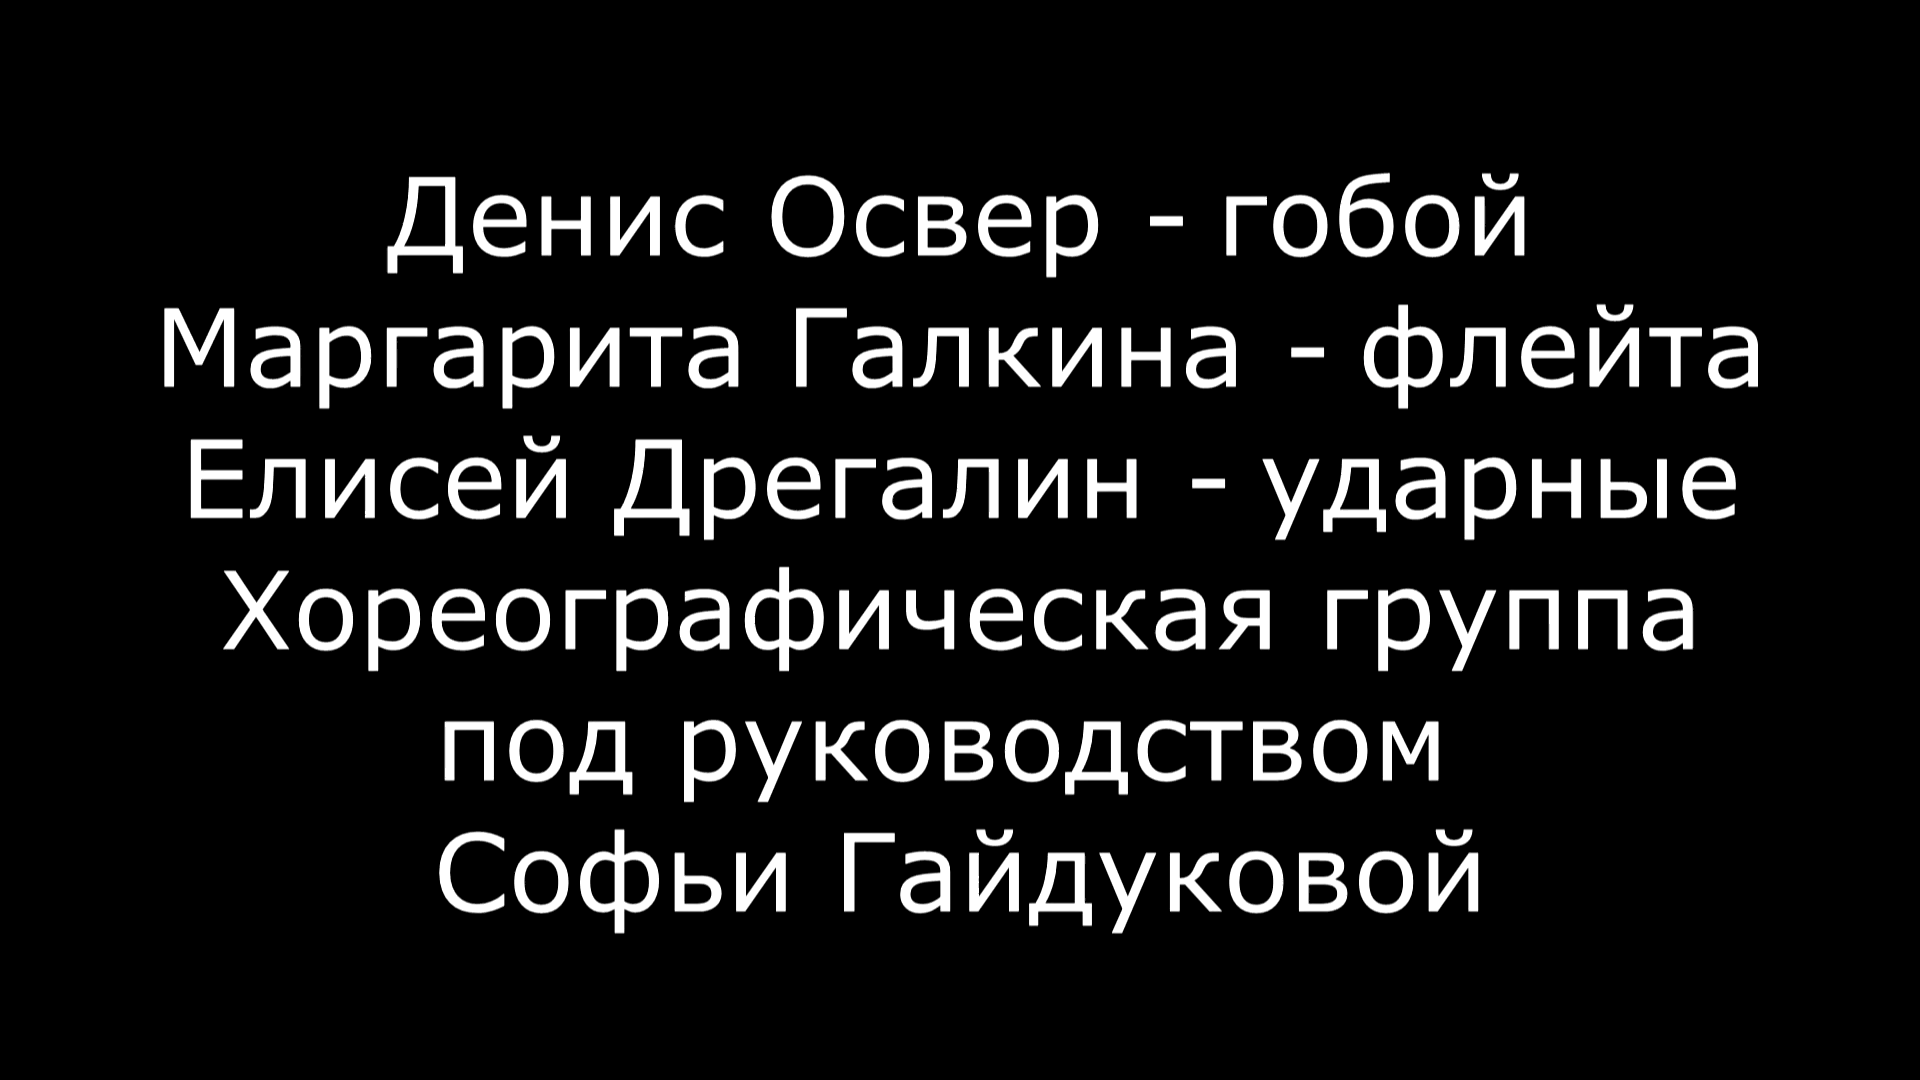 Денис Освер - гобой
Маргарита Галкина - флейта
Елисей Дрегалин - ударные
Хореографическая группа
под руководством
Софьи Гайдуковой